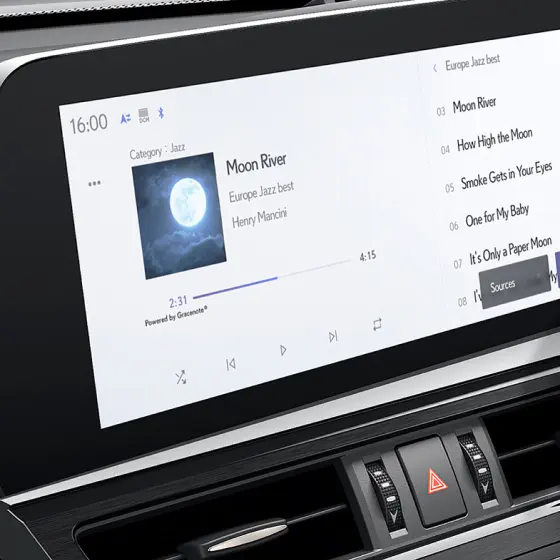 16:00
DCM
Category : Jazz
Moon River
Europe Jazz best
Henry Mancini
2:31
4:15
Powered by Gracenote®
Europe Jazz best
03 Moon River
04 How High the Moon
05 Smoke Gets in Your Eyes
06 One for My Baby
07 It's Only a Paper Moon
08
Sources